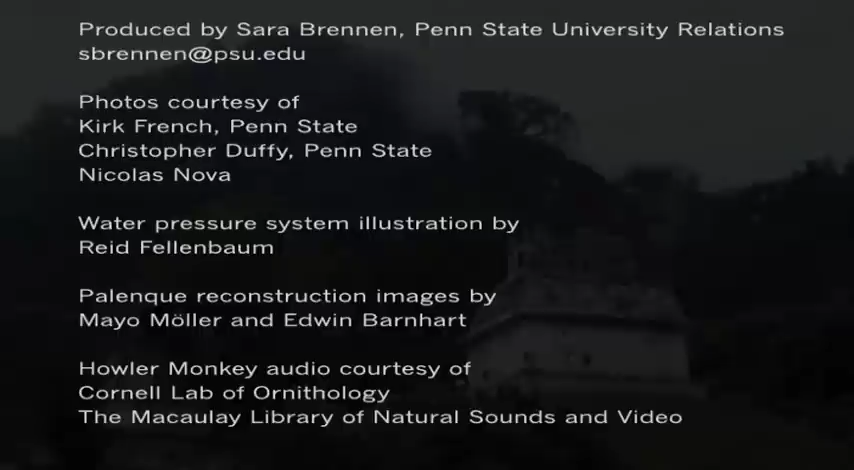 Produced by Sara Brennen, Penn State University Relations
sbrennen@psu.edu
Photos courtesy of
Kirk French, Penn State
Christopher Duffy, Penn State
Nicolas Nova
Water pressure system illustration by
Reid Fellenbaum
Palenque reconstruction images by
Mayo Möller and Edwin Barnhart
Howler Monkey audio courtesy of
Cornell Lab of Ornithology
The Macaulay Library of Natural Sounds and Video